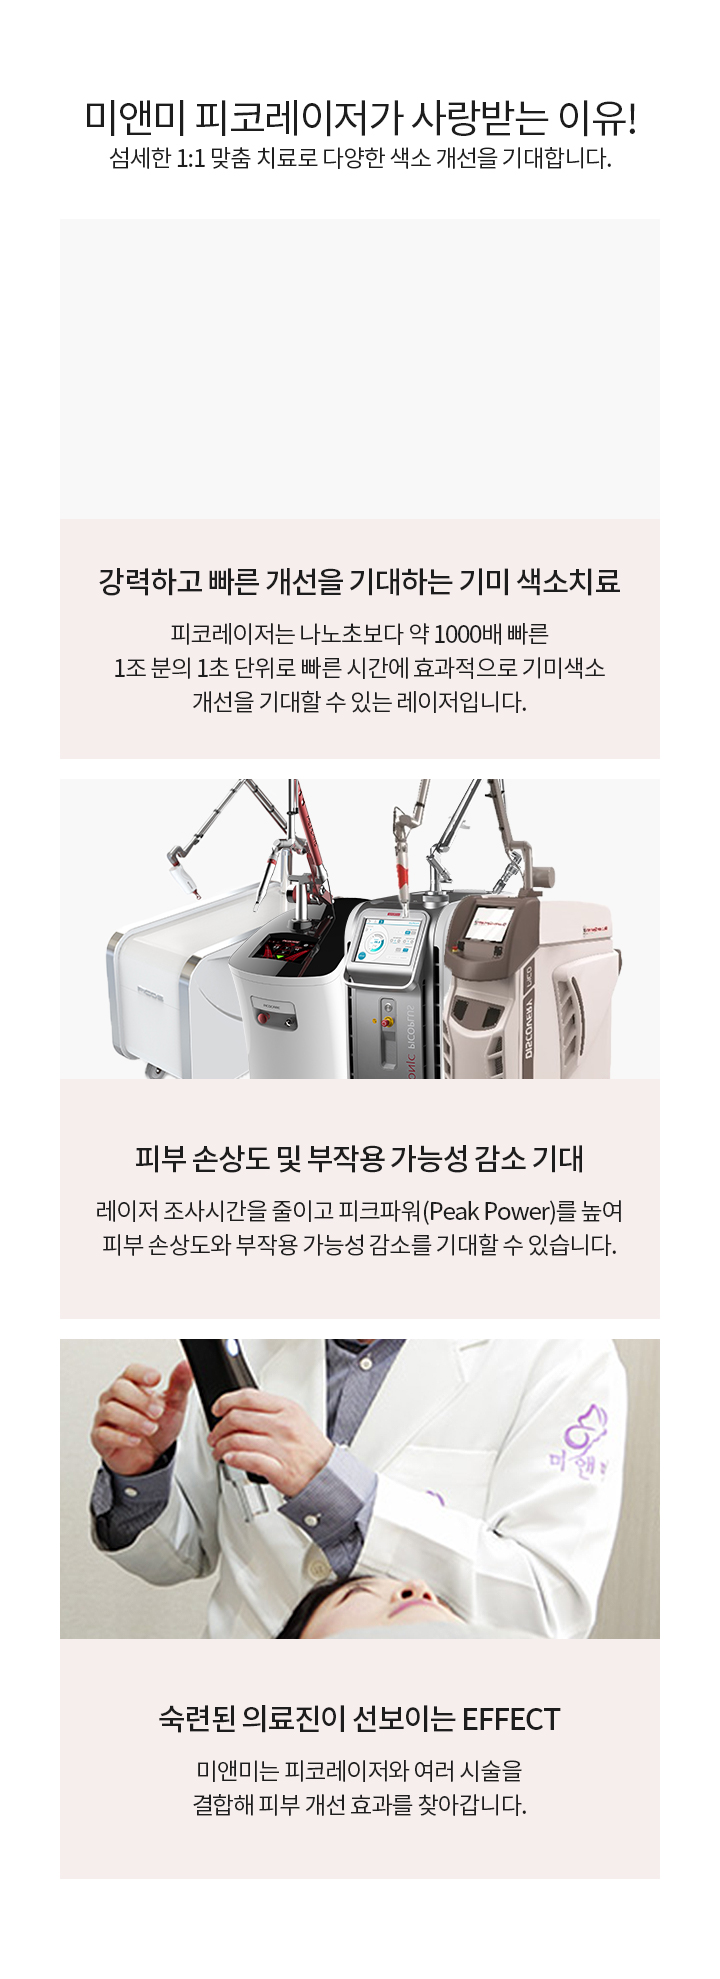 미앤미 피코레이저가 사랑받는 이유!
섬세한 1:1 맞춤 치료로 다양한 색소 개선을 기대합니다.
강력하고 빠른 개선을 기대하는 기미 색소치료
피코레이저는 나노초보다 약 1000배 빠른
1조 분의 1초 단위로 빠른 시간에 효과적으로 기미색소
개선을 기대할 수 있는 레이저입니다.
DISCOVERY PICO
PICOPLUS
피부 손상도 및 부작용 가능성 감소 기대
레이저 조사시간을 줄이고 피크파워(Peak Power)를 높여
피부 손상도와 부작용 가능성 감소를 기대할 수 있습니다.
미앤
숙련된 의료진이 선보이는 EFFECT
미앤미는 피코레이저와 여러 시술을
결합해 피부 개선 효과를 찾아갑니다.